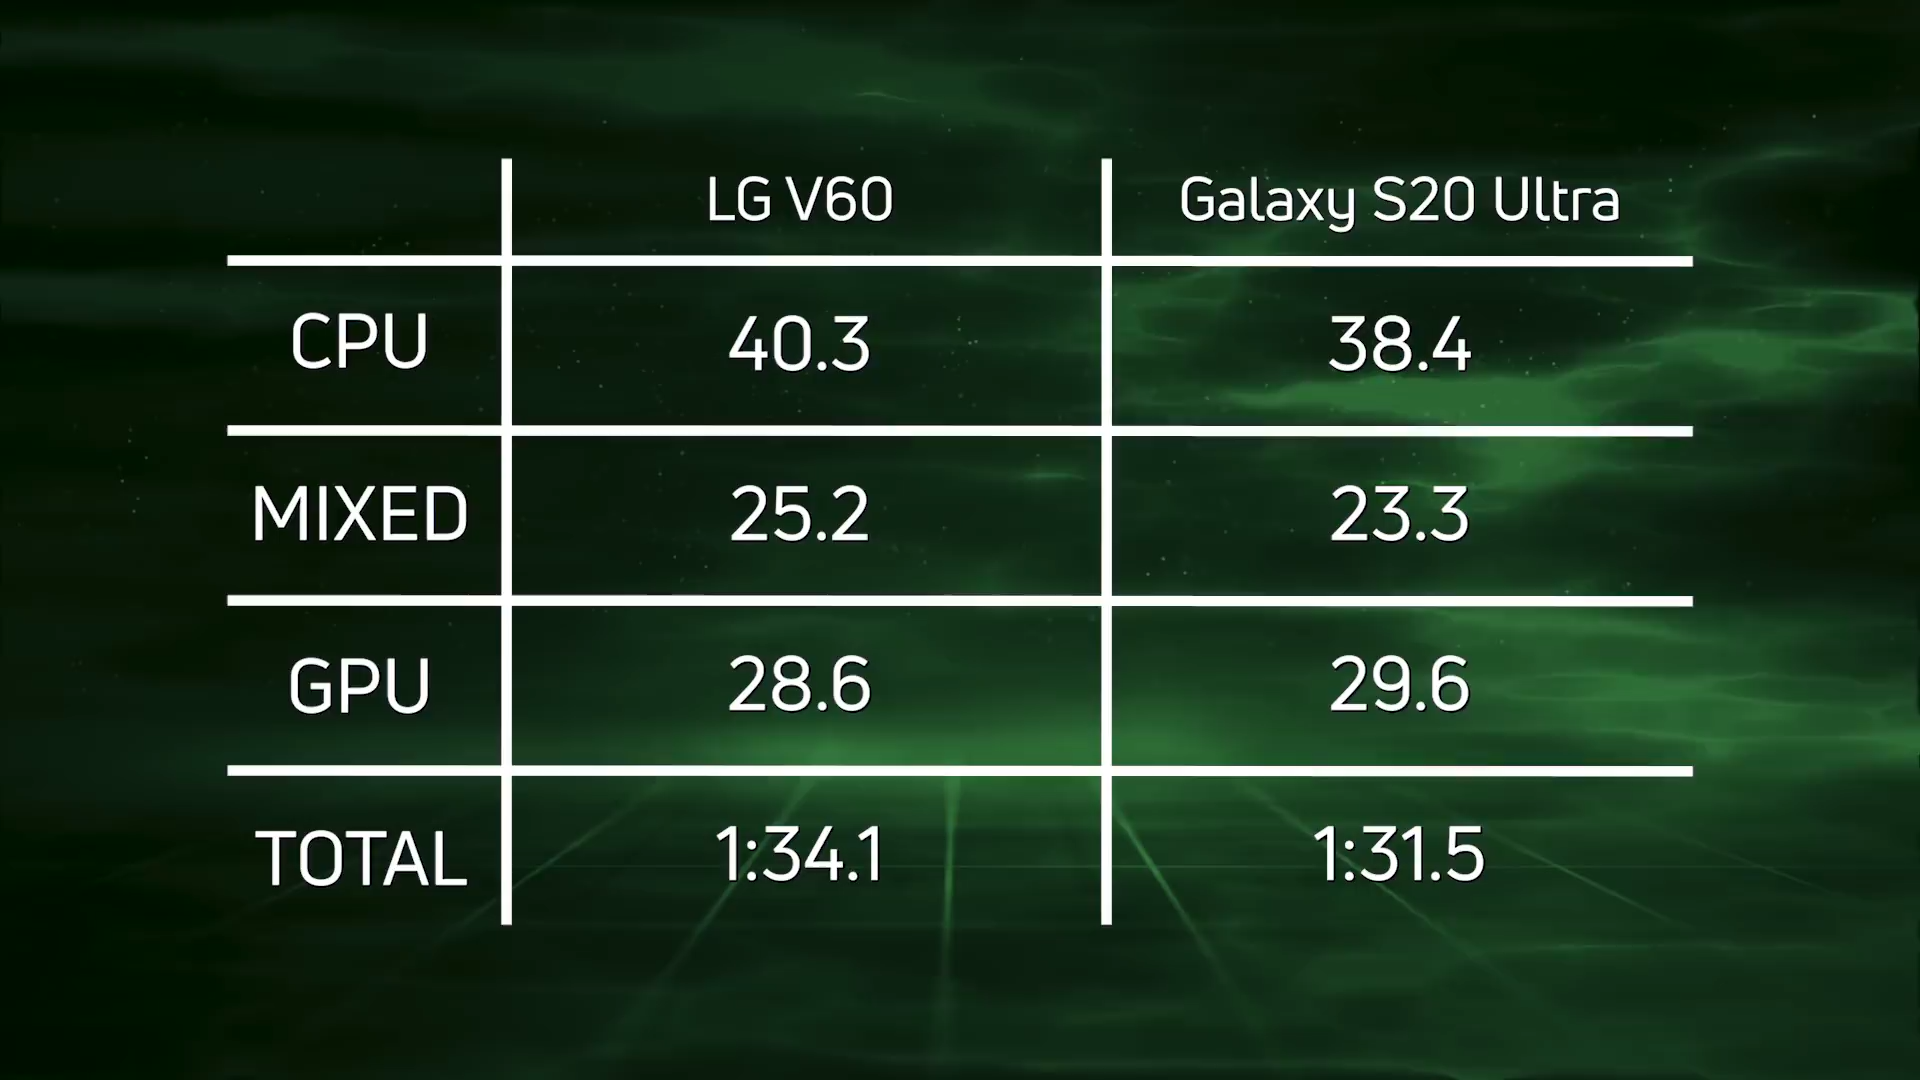 LG V60 Galaxy S20 Ultra
CPU 40.3 38.4
MIXED 25.2 23.3
GPU 28.6 29.6
TOTAL 1:34.1 1:31.5